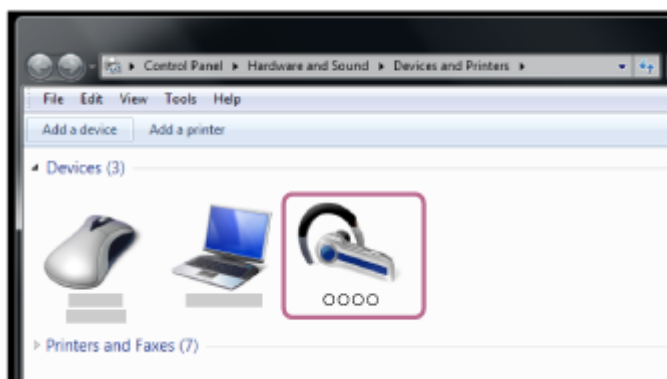 Control Panel ▸ Hardware and Sound ▸ Devices and Printers ▸
File Edit View Tools Help
Add a device Add a printer
Devices (3)
OOOO
Printers and Faxes (7)